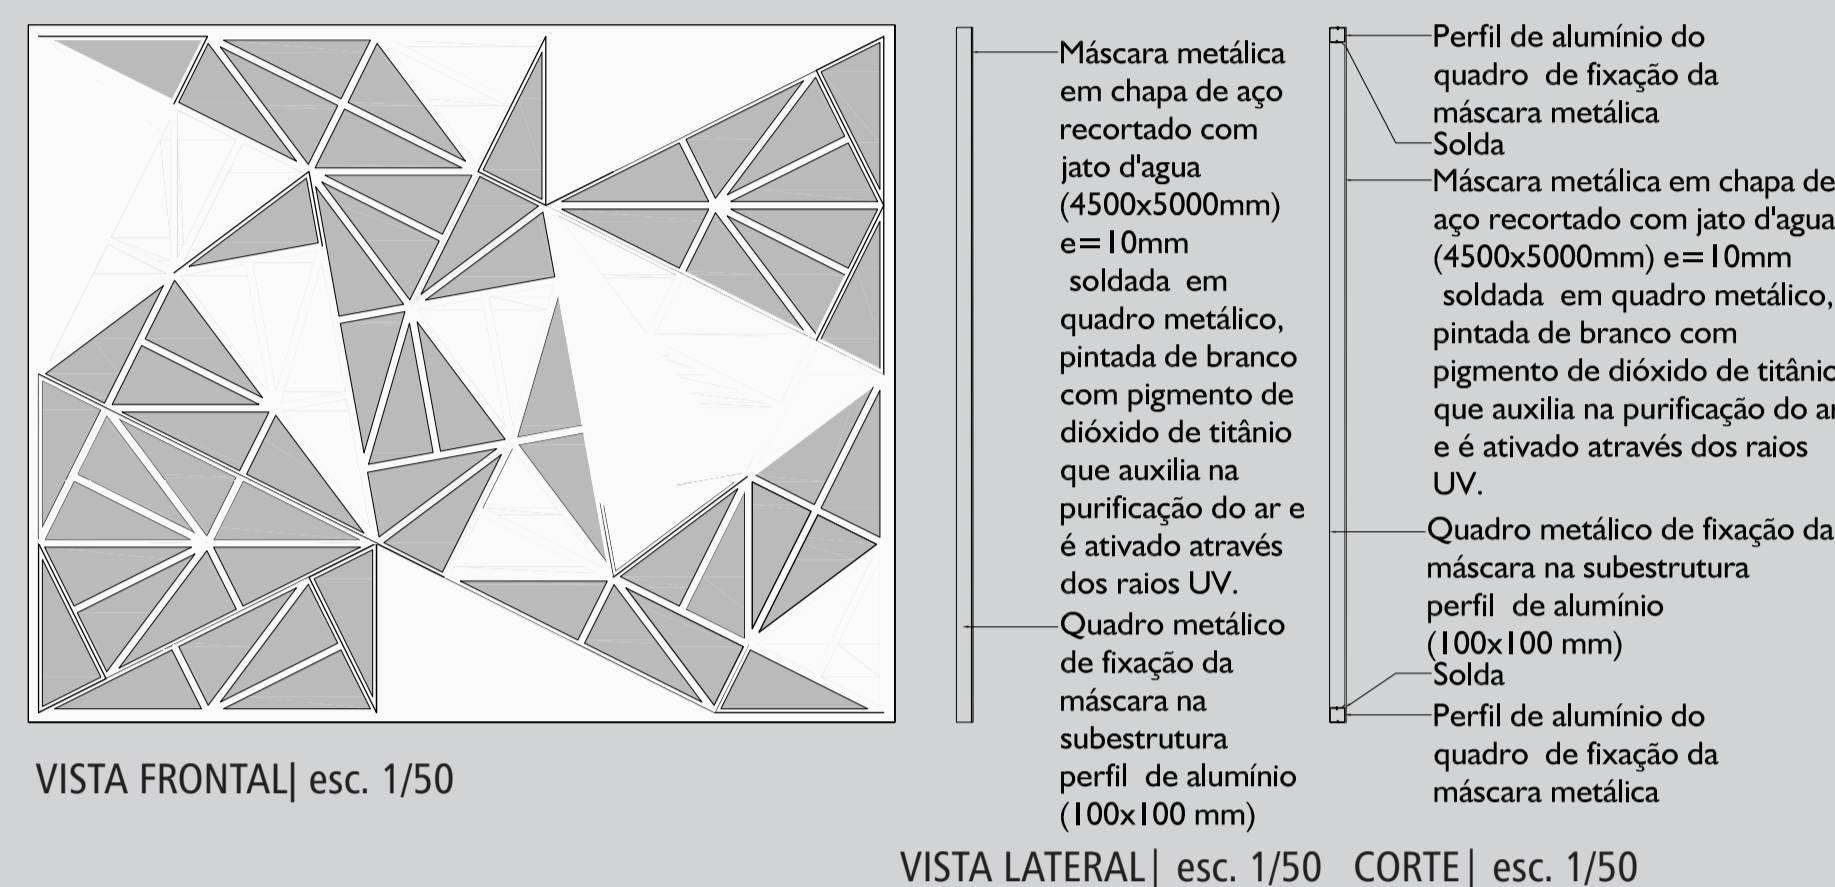 Máscara metálica
em chapa de aço
recortado com
jato d'agua
(4500x5000mm)
e=10mm
soldada em
quadro metálico,
pintada de branco
com pigmento de
dióxido de titânio
que auxilia na
purificação do ar e
é ativado através
dos raios UV.
Quadro metálico
de fixação da
máscara na
subestrutura
perfil de alumínio
(100x100 mm)
Perfil de alumínio do
quadro de fixação da
máscara metálica
Solda
Máscara metálica em chapa de
aço recortado com jato d'agua
(4500x5000mm) e=10mm
soldada em quadro metálico,
pintada de branco com
pigmento de dióxido de titânio
que auxilia na purificação do ar
e é ativado através dos raios
UV.
Quadro metálico de fixação da
máscara na subestrutura
perfil de alumínio
(100x100 mm)
Solda
Perfil de alumínio do
quadro de fixação da
máscara metálica
VISTA FRONTAL| esc. 1/50
VISTA LATERAL| esc. 1/50 CORTE| esc. 1/50